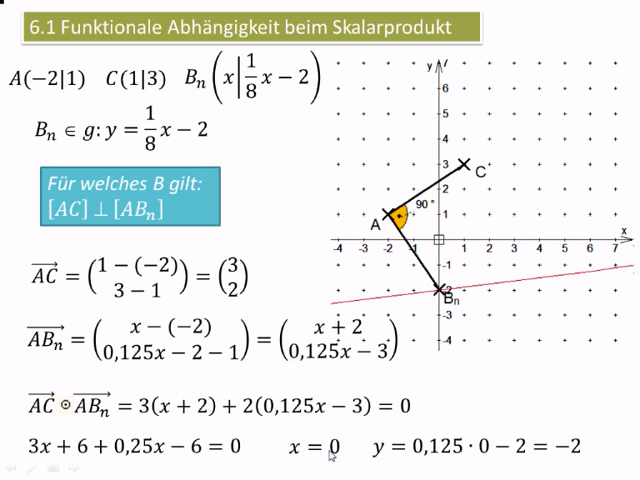 6.1 Funktionale Abhängigkeit beim Skalarprodukt
A(−2|1) C(1|3) Bₙ(x|1/8x − 2)
Bₙ ∈ g: y = 1/8x − 2
Für welches B gilt:
[AC] ⊥ [ABₙ]
AC⃗ = (1 − (−2) / 3 − 1) = (3 / 2)
ABₙ⃗ = (x − (−2) / 0,125x − 2 − 1) = (x + 2 / 0,125x − 3)
AC⃗ ⊙ ABₙ⃗ = 3(x + 2) + 2(0,125x − 3) = 0
3x + 6 + 0,25x − 6 = 0 x = 0 y = 0,125 · 0 − 2 = −2
y 7
6
5
4
3
2
1
C
90°
A
x
-4 -3 -2 -1 1 2 3 4 5 6 7
-1
-2
Bₙ
-3
-4